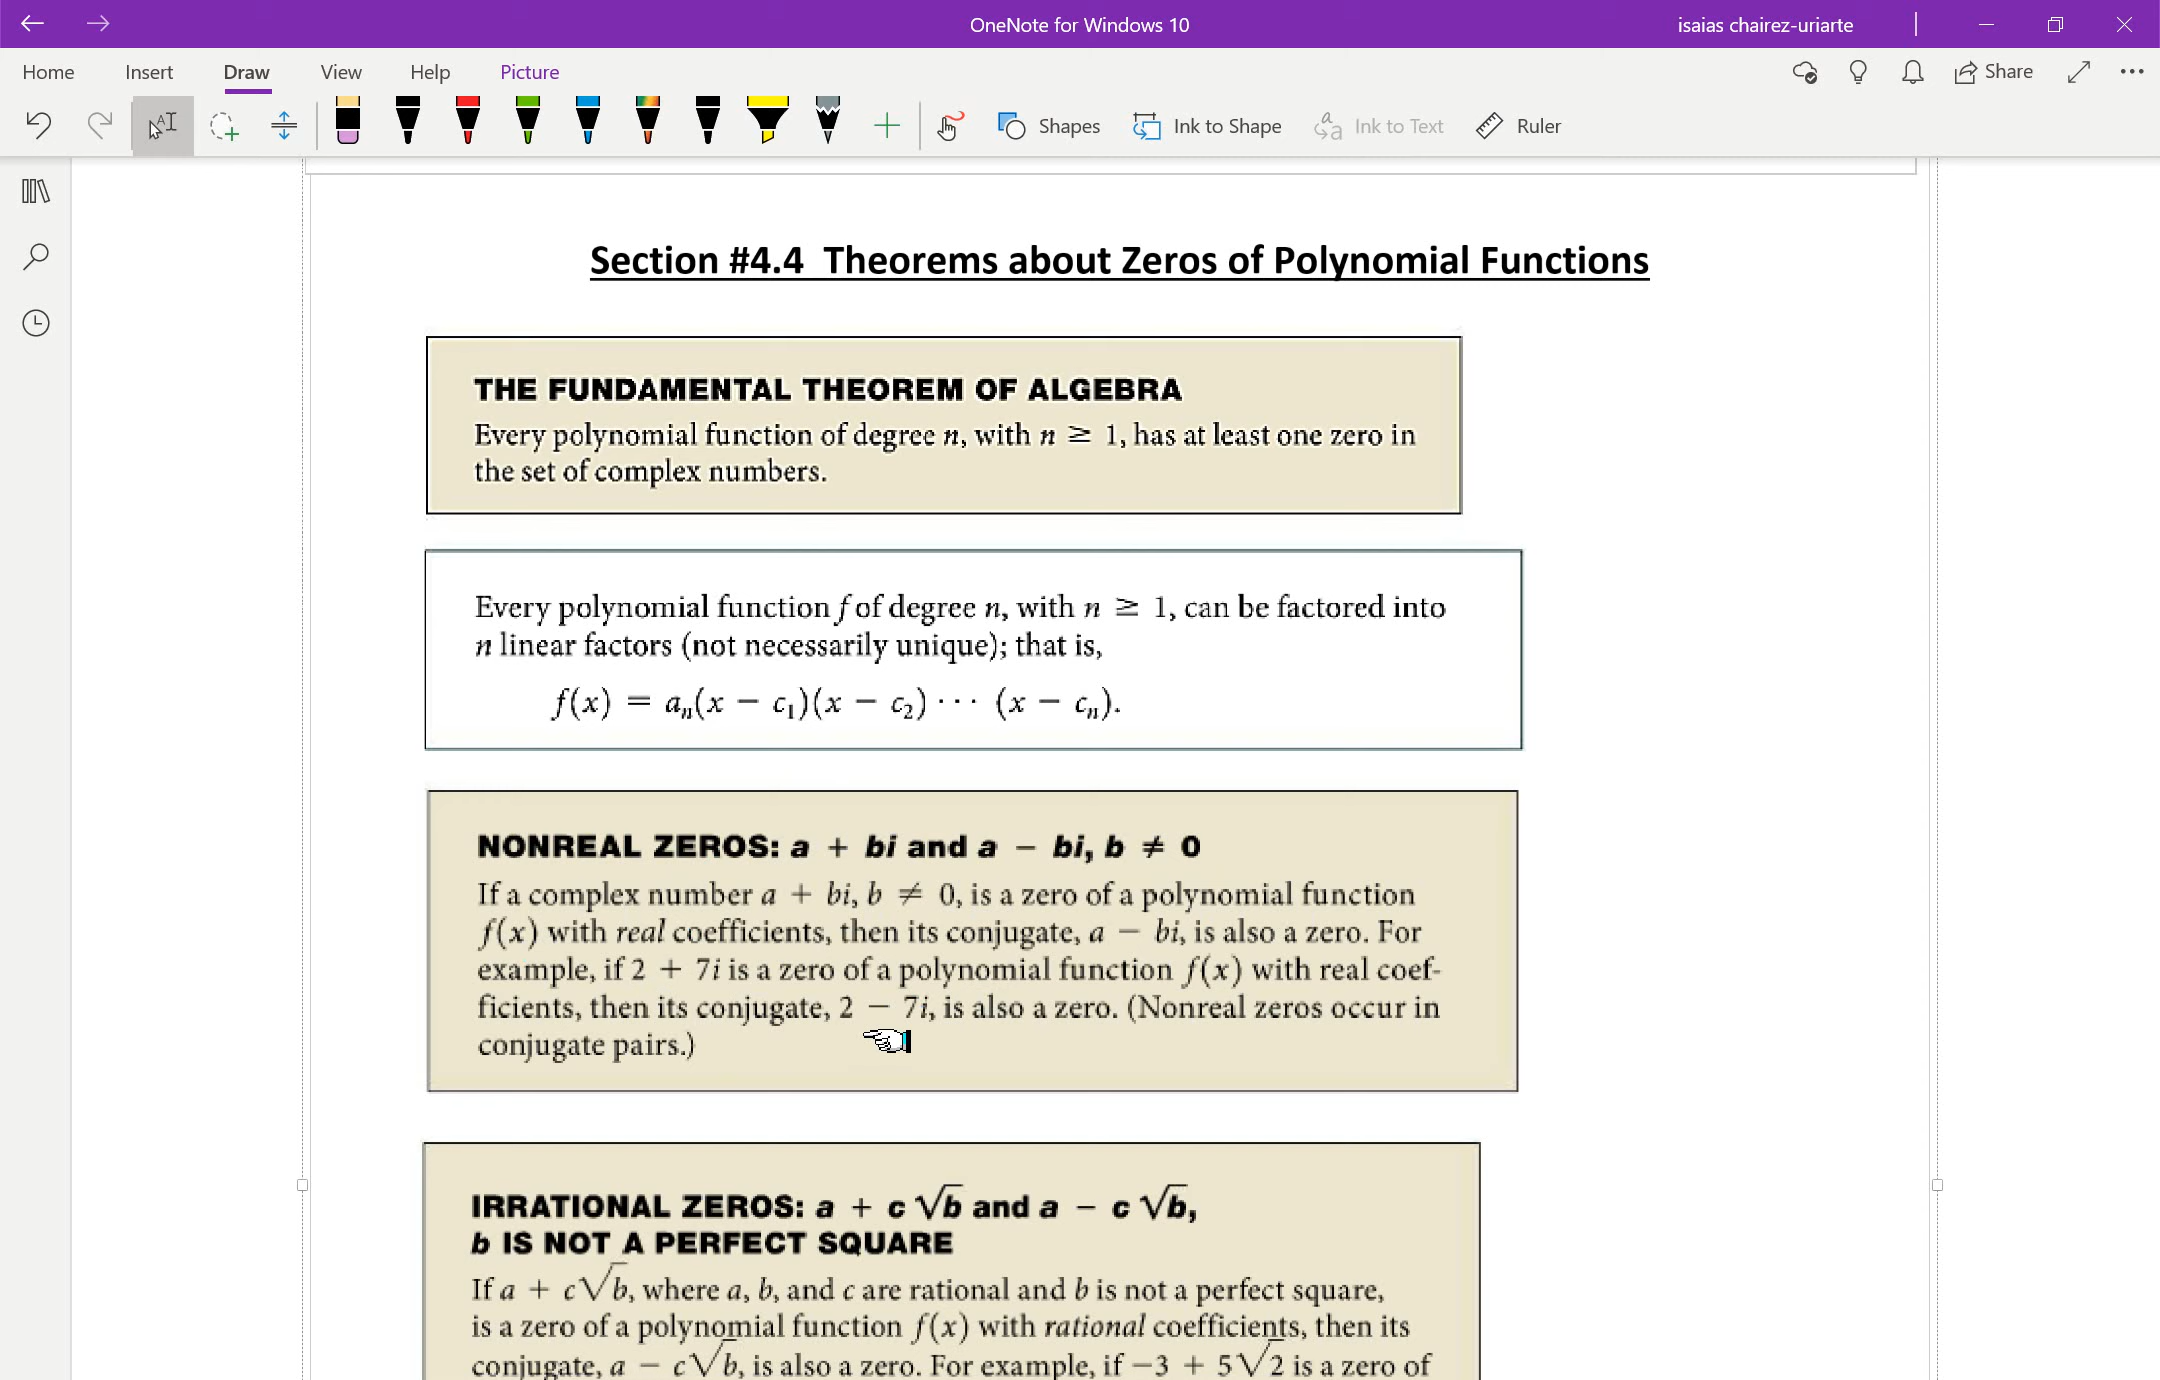 OneNote for Windows 10
isaias chairez-uriarte
Home Insert Draw View Help Picture
Share
Shapes Ink to Shape Ink to Text Ruler
Section #4.4 Theorems about Zeros of Polynomial Functions
THE FUNDAMENTAL THEOREM OF ALGEBRA
Every polynomial function of degree n, with n ≥ 1, has at least one zero in
the set of complex numbers.
Every polynomial function f of degree n, with n ≥ 1, can be factored into
n linear factors (not necessarily unique); that is,
f(x) = aₙ(x − c₁)(x − c₂) · · · (x − cₙ).
NONREAL ZEROS: a + bi and a − bi, b ≠ 0
If a complex number a + bi, b ≠ 0, is a zero of a polynomial function
f(x) with real coefficients, then its conjugate, a − bi, is also a zero. For
example, if 2 + 7i is a zero of a polynomial function f(x) with real coef-
ficients, then its conjugate, 2 − 7i, is also a zero. (Nonreal zeros occur in
conjugate pairs.)
IRRATIONAL ZEROS: a + c√b and a − c√b,
b IS NOT A PERFECT SQUARE
If a + c√b, where a, b, and c are rational and b is not a perfect square,
is a zero of a polynomial function f(x) with rational coefficients, then its
conjugate, a − c√b, is also a zero. For example, if −3 + 5√2 is a zero of